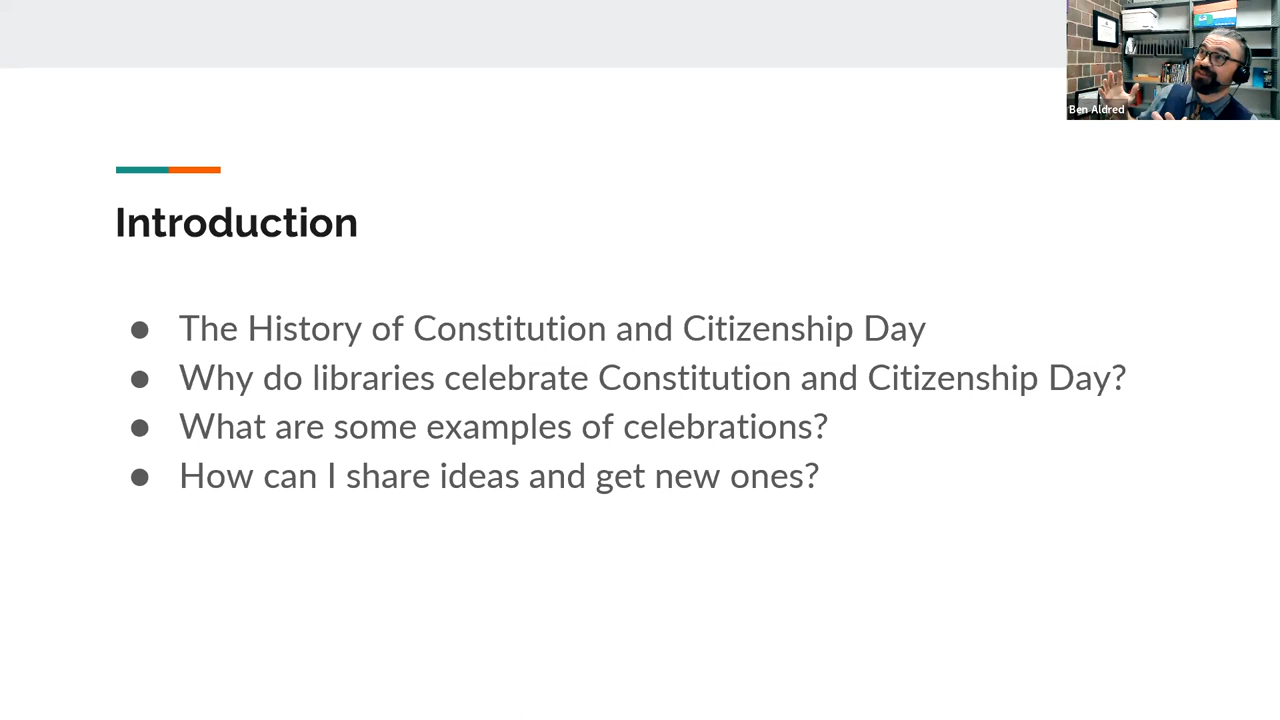 Ben Aldred
Introduction
● The History of Constitution and Citizenship Day
● Why do libraries celebrate Constitution and Citizenship Day?
● What are some examples of celebrations?
● How can I share ideas and get new ones?